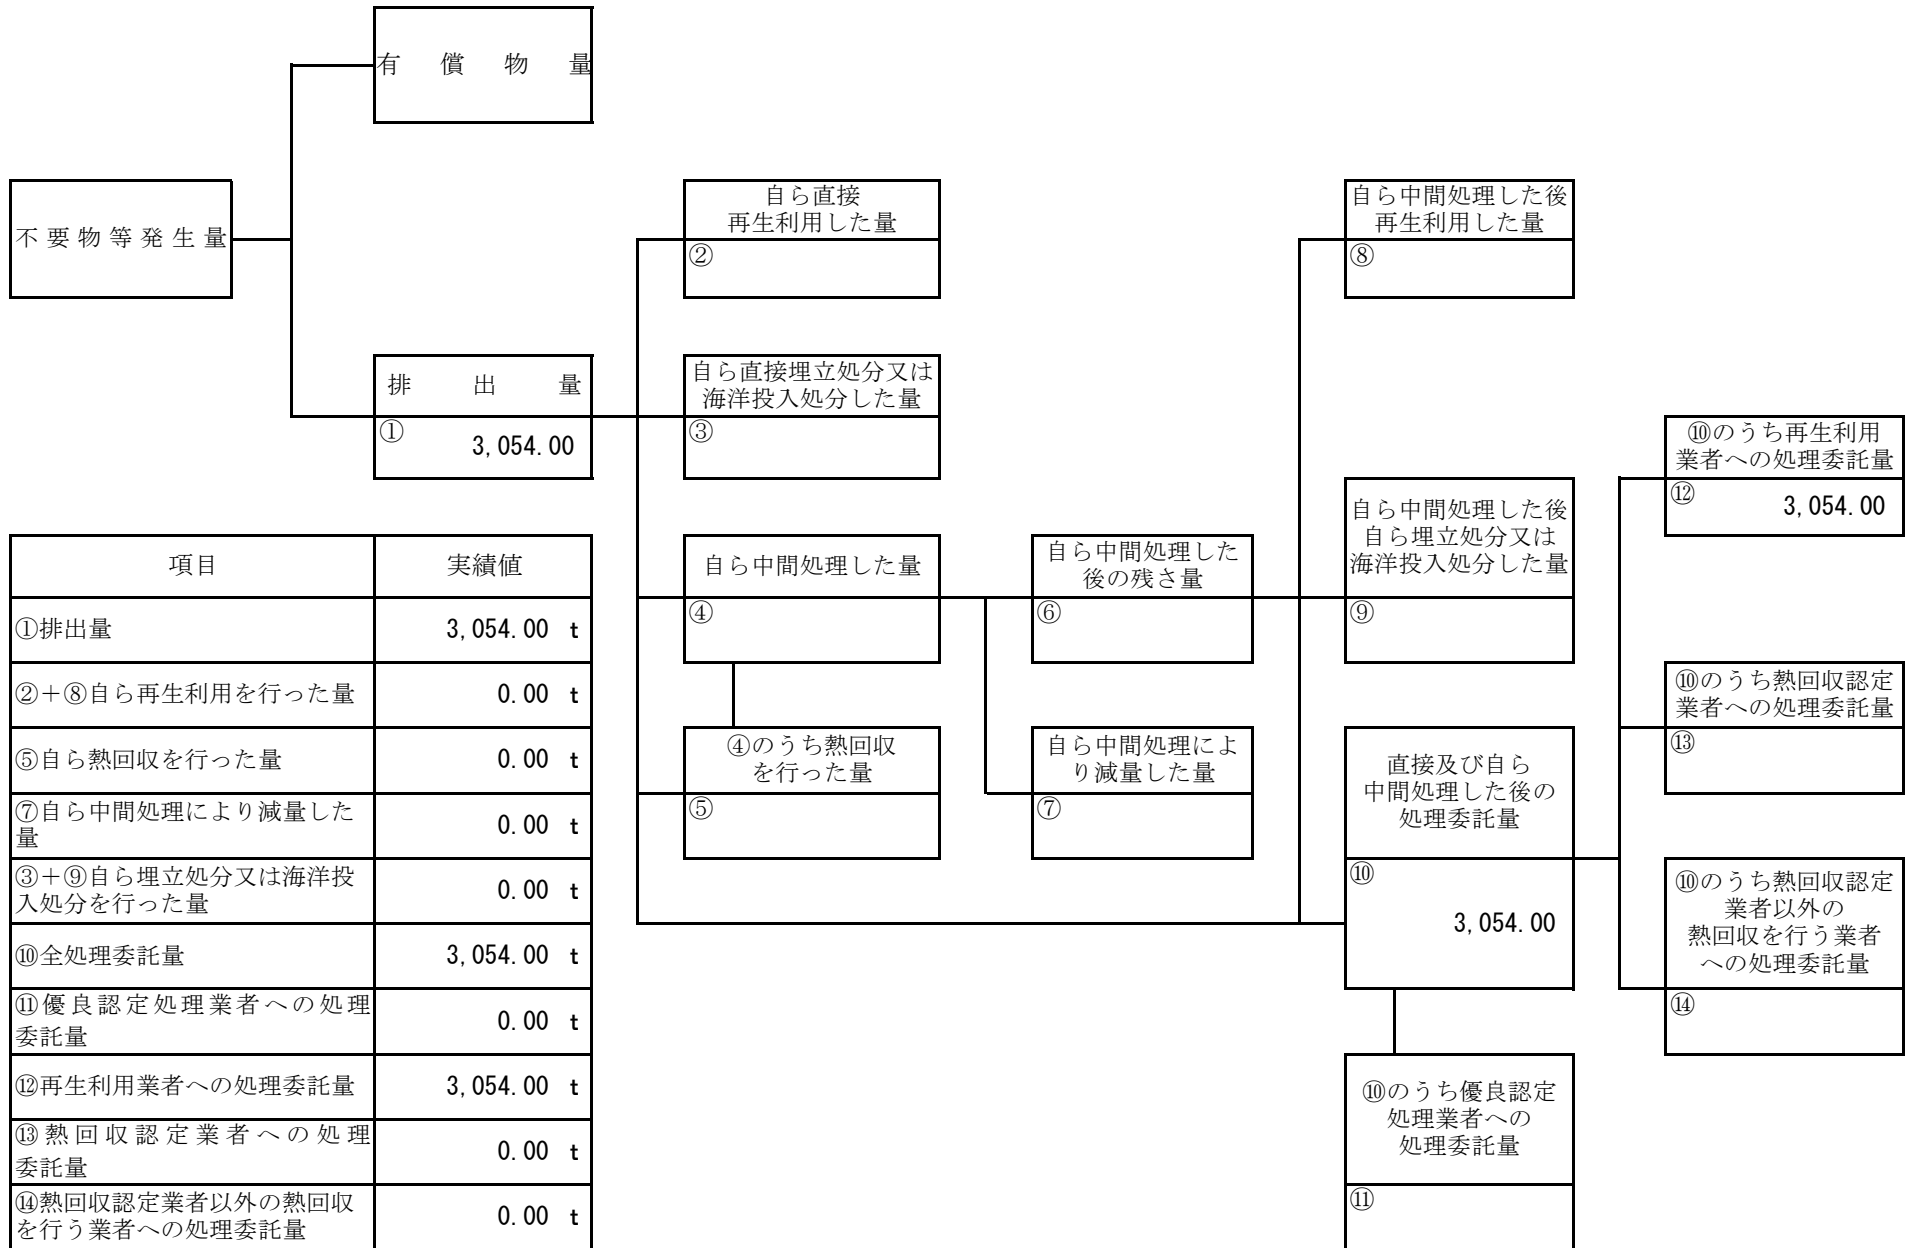 有償物量
不要物等発生量
排出量
① 3,054.00
自ら直接
再生利用した量
②
自ら直接埋立処分又は
海洋投入処分した量
③
自ら中間処理した量
④
④のうち熱回収
を行った量
⑤
自ら中間処理した
後の残さ量
⑥
自ら中間処理によ
り減量した量
⑦
自ら中間処理した後
再生利用した量
⑧
自ら中間処理した後
自ら埋立処分又は
海洋投入処分した量
⑨
直接及び自ら
中間処理した後の
処理委託量
⑩
3,054.00
⑩のうち優良認定
処理業者への
処理委託量
⑪
⑩のうち再生利用
業者への処理委託量
⑫ 3,054.00
⑩のうち熱回収認定
業者への処理委託量
⑬
⑩のうち熱回収認定
業者以外の
熱回収を行う業者
への処理委託量
⑭
項目 実績値
①排出量 3,054.00 t
②＋⑧自ら再生利用を行った量 0.00 t
⑤自ら熱回収を行った量 0.00 t
⑦自ら中間処理により減量した
量 0.00 t
③＋⑨自ら埋立処分又は海洋投
入処分を行った量 0.00 t
⑩全処理委託量 3,054.00 t
⑪優良認定処理業者への処理
委託量 0.00 t
⑫再生利用業者への処理委託量 3,054.00 t
⑬熱回収認定業者への処理
委託量 0.00 t
⑭熱回収認定業者以外の熱回収
を行う業者への処理委託量 0.00 t